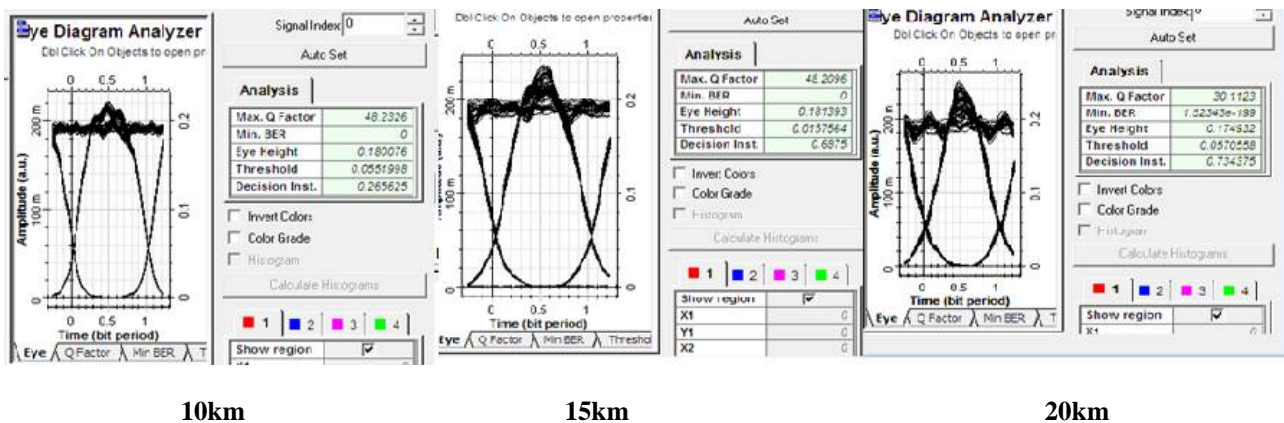 Eye Diagram Analyzer
Dbl Click On Objects to open pr
0 0.5 1
Amplitude (a.u.)
200 m
100 m
0
0.2
0.1
0
0 0.5 1
Time (bit period)
Eye Q Factor Min BER T
Signal Index 0
Auto Set
Analysis
Max. Q Factor 48.2326
Min. BER 0
Eye Height 0.180076
Threshold 0.0551998
Decision Inst. 0.265625
Invert Colors
Color Grade
Histogram
Calculate Histograms
1 2 3 4
Show region
10km
Dbl Click On Objects to open properties
0 0.5 1
200 m
100 m
0
0.2
0.1
0
0 0.5 1
Time (bit period)
Eye Q Factor Min BER Threshol
Auto Set
Analysis
Max. Q Factor 48.2096
Min. BER 0
Eye Height 0.181393
Threshold
Decision Inst. 0.6875
Invert Colors
Color Grade
Histogram
Calculate Histograms
1 2 3 4
Show region
X1 0
Y1 0
X2 0
15km
ye Diagram Analyzer
Dbl Click On Objects to open pr
0 0.5 1
Amplitude (a.u.)
200 m
100 m
0
0.2
0.1
0
0 0.5 1
Time (bit period)
Eye Q Factor Min BER T
Signal Index 0
Auto Set
Analysis
Max. Q Factor 30.1123
Min. BER
Eye Height 0.174932
Threshold 0.0570558
Decision Inst. 0.734375
Invert Colors
Color Grade
Histogram
Calculate Histograms
1 2 3 4
Show region
20km